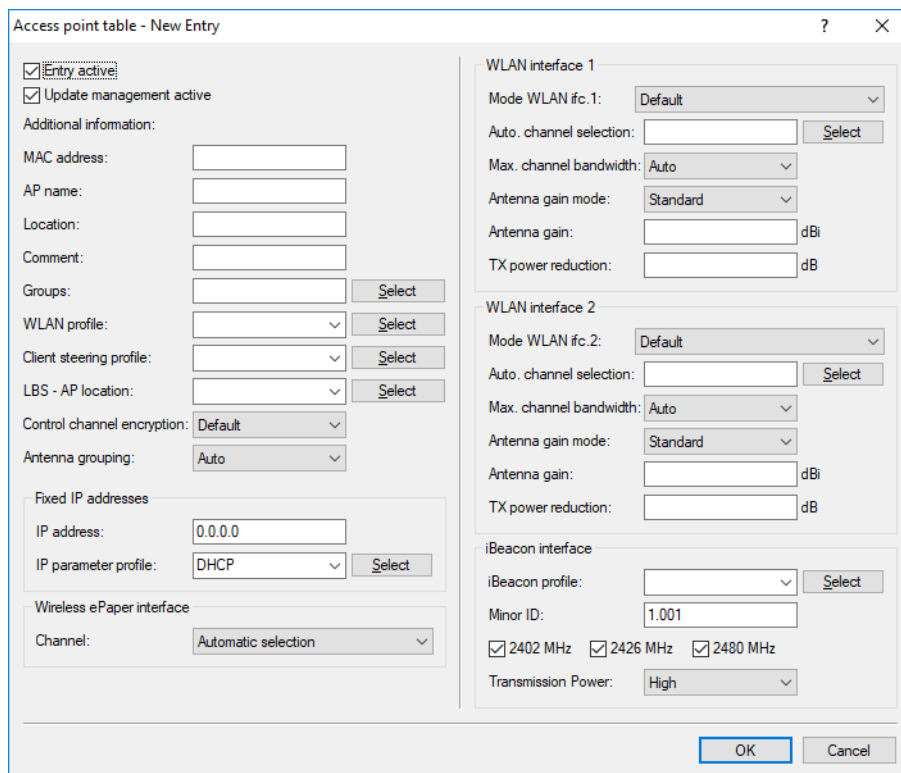 Access point table - New Entry
?
Entry active
Update management active
Additional information:
MAC address:
AP name:
Location:
Comment:
Groups: Select
WLAN profile: Select
Client steering profile: Select
LBS - AP location: Select
Control channel encryption: Default
Antenna grouping: Auto
Fixed IP addresses
IP address: 0.0.0.0
IP parameter profile: DHCP Select
Wireless ePaper interface
Channel: Automatic selection
WLAN interface 1
Mode WLAN ifc.1: Default
Auto. channel selection: Select
Max. channel bandwidth: Auto
Antenna gain mode: Standard
Antenna gain: dBi
TX power reduction: dB
WLAN interface 2
Mode WLAN ifc.2: Default
Auto. channel selection: Select
Max. channel bandwidth: Auto
Antenna gain mode: Standard
Antenna gain: dBi
TX power reduction: dB
iBeacon interface
iBeacon profile: Select
Minor ID: 1.001
2402 MHz 2426 MHz 2480 MHz
Transmission Power: High
OK Cancel